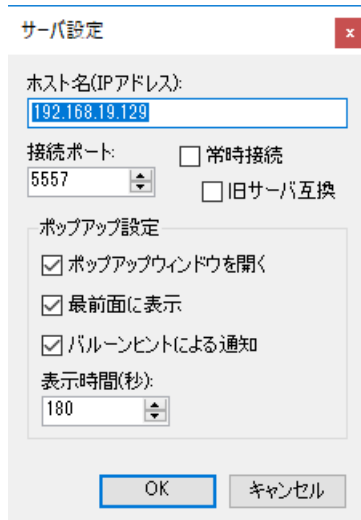 サーバ設定
x
ホスト名(IPアドレス):
192.168.19.129
接続ポート:
常時接続
5557
旧サーバ互換
ポップアップ設定
ポップアップウィンドウを開く
最前面に表示
バルーンヒントによる通知
表示時間(秒):
180
OK キャンセル